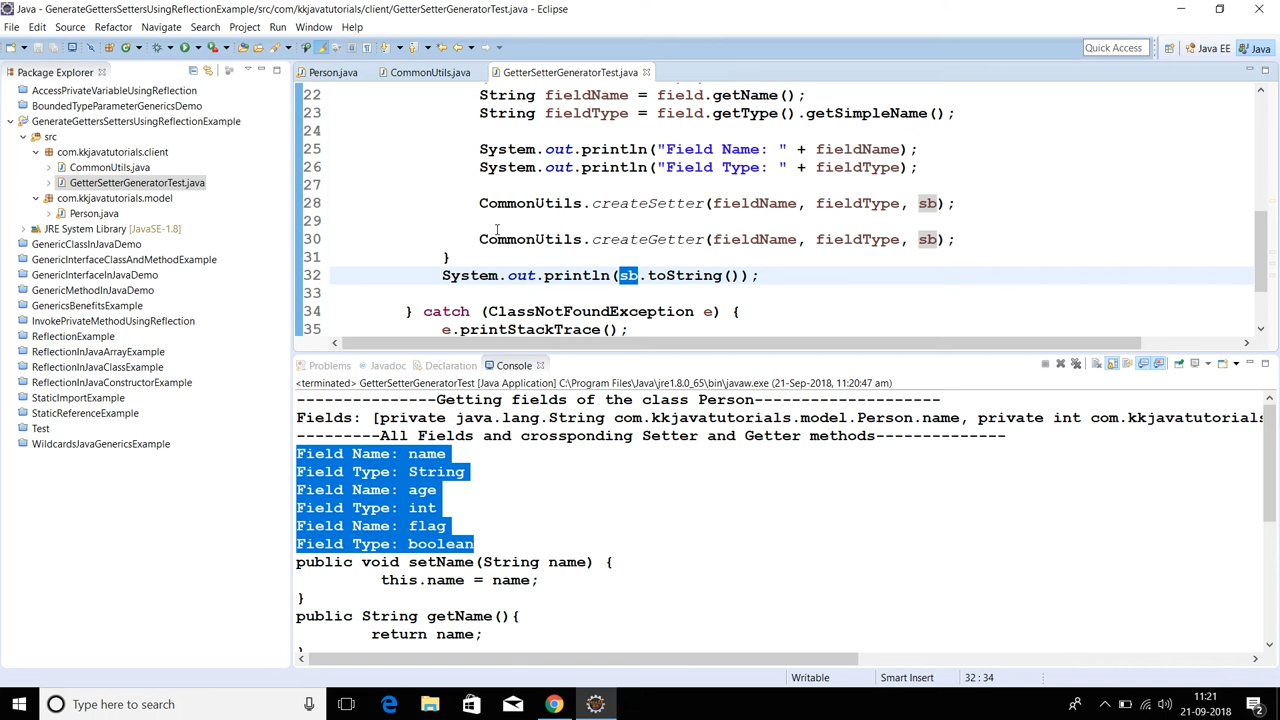 Java - GenerateGettersSettersUsingReflectionExample/src/com/kkjavatutorials/client/GetterSetterGeneratorTest.java - Eclipse
File Edit Source Refactor Navigate Search Project Run Window Help
Quick Access Java EE Java
Package Explorer
AccessPrivateVariableUsingReflection
BoundedTypeParameterGenericsDemo
GenerateGettersSettersUsingReflectionExample
src
com.kkjavatutorials.client
CommonUtils.java
GetterSetterGeneratorTest.java
com.kkjavatutorials.model
Person.java
JRE System Library [JavaSE-1.8]
GenericClassInJavaDemo
GenericInterfaceClassAndMethodExample
GenericInterfaceInJavaDemo
GenericMethodInJavaDemo
GenericsBenefitsExample
InvokePrivateMethodUsingReflection
ReflectionExample
ReflectionInJavaArrayExample
ReflectionInJavaClassExample
ReflectionInJavaConstructorExample
StaticImportExample
StaticReferenceExample
Test
WildcardsJavaGenericsExample
Person.java CommonUtils.java GetterSetterGeneratorTest.java
22 String fieldName = field.getName();
23 String fieldType = field.getType().getSimpleName();
24
25 System.out.println("Field Name: " + fieldName);
26 System.out.println("Field Type: " + fieldType);
27
28 CommonUtils.createSetter(fieldName, fieldType, sb);
29
30 CommonUtils.createGetter(fieldName, fieldType, sb);
31 }
32 System.out.println(sb.toString());
33
34 } catch (ClassNotFoundException e) {
35 e.printStackTrace();
Problems Javadoc Declaration Console
<terminated> GetterSetterGeneratorTest [Java Application] C:\Program Files\Java\jre1.8.0_65\bin\javaw.exe (21-Sep-2018, 11:20:47 am)
---------------Getting fields of the class Person--------------------
Fields: [private java.lang.String com.kkjavatutorials.model.Person.name, private int com.kkjavatutorials
---------All Fields and crossponding Setter and Getter methods--------------
Field Name: name
Field Type: String
Field Name: age
Field Type: int
Field Name: flag
Field Type: boolean
public void setName(String name) {
this.name = name;
}
public String getName(){
return name;
Writable Smart Insert 32 : 34
Type here to search
11:21
21-09-2018
2